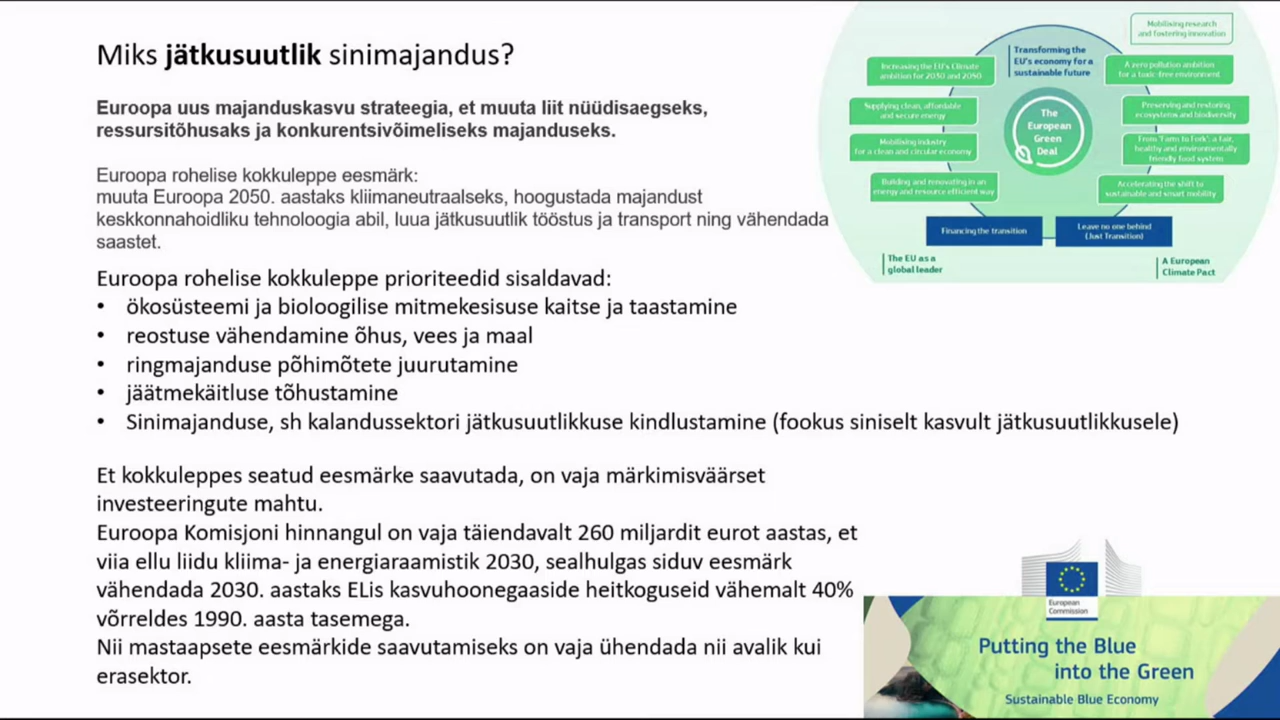 Miks jätkusuutlik sinimajandus?
Euroopa uus majanduskasvu strateegia, et muuta liit nüüdisaegseks,
ressursitõhusaks ja konkurentsivõimeliseks majanduseks.
Euroopa rohelise kokkuleppe eesmärk:
muuta Euroopa 2050. aastaks kliimaneutraalseks, hoogustada majandust
keskkonnahoidliku tehnoloogia abil, luua jätkusuutlik tööstus ja transport ning vähendada
saastet.
Euroopa rohelise kokkuleppe prioriteedid sisaldavad:
• ökosüsteemi ja bioloogilise mitmekesisuse kaitse ja taastamine
• reostuse vähendamine õhus, vees ja maal
• ringmajanduse põhimõtete juurutamine
• jäätmekäitluse tõhustamine
• Sinimajanduse, sh kalandussektori jätkusuutlikkuse kindlustamine (fookus siniselt kasvult jätkusuutlikkusele)
Et kokkuleppes seatud eesmärke saavutada, on vaja märkimisväärset
investeeringute mahtu.
Euroopa Komisjoni hinnangul on vaja täiendavalt 260 miljardit eurot aastas, et
viia ellu liidu kliima- ja energiaraamistik 2030, sealhulgas siduv eesmärk
vähendada 2030. aastaks ELis kasvuhoonegaaside heitkoguseid vähemalt 40%
võrreldes 1990. aasta tasemega.
Nii mastaapsete eesmärkide saavutamiseks on vaja ühendada nii avalik kui
erasektor.
Mobilising research
and fostering innovation
Transforming the
EU's economy for a
sustainable future
Increasing the EU's Climate
ambition for 2030 and 2050
A zero pollution ambition
for a toxic-free environment
Supplying clean, affordable
and secure energy
Preserving and restoring
ecosystems and biodiversity
The
European
Green
Deal
Mobilising industry
for a clean and circular economy
From 'Farm to Fork': a fair,
healthy and environmentally
friendly food system
Building and renovating in an
energy and resource efficient way
Accelerating the shift to
sustainable and smart mobility
Financing the transition
Leave no one behind
(Just Transition)
The EU as a
global leader
A European
Climate Pact
European
Commission
Putting the Blue
into the Green
Sustainable Blue Economy